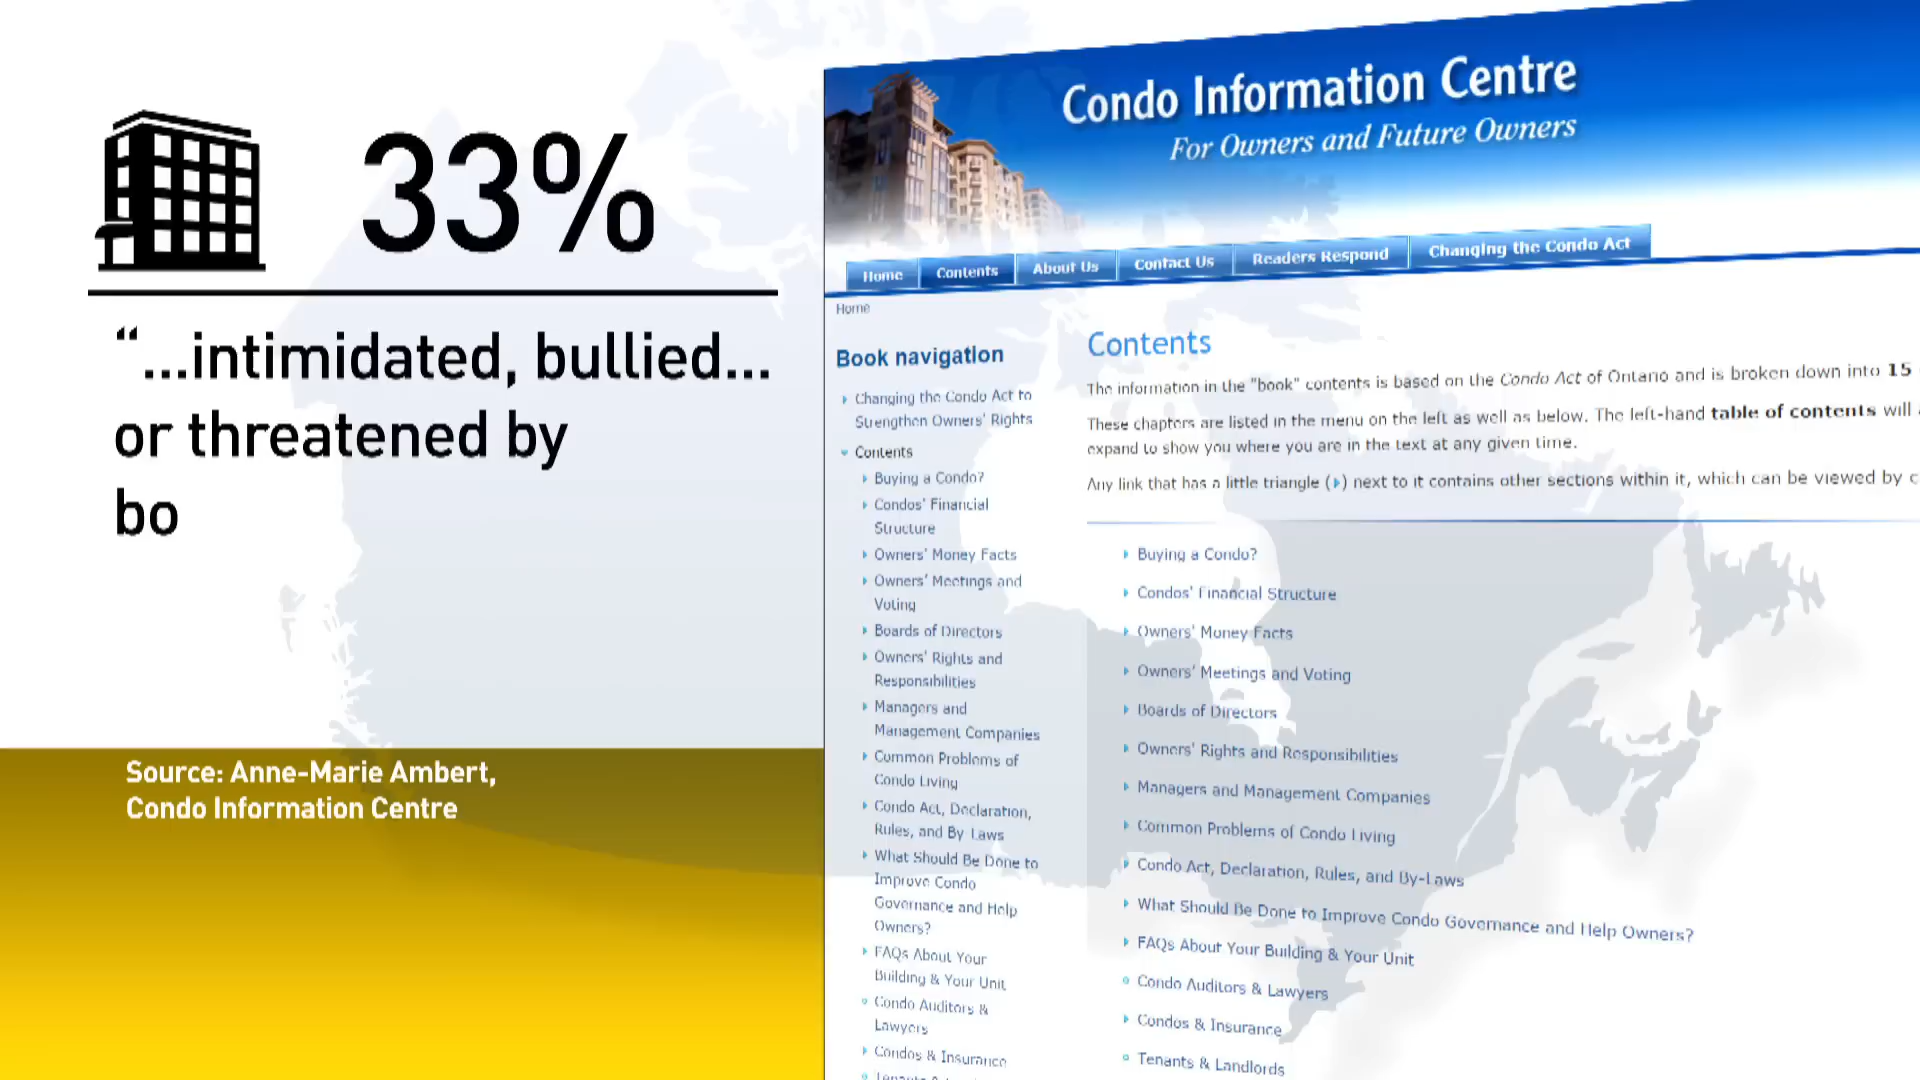 33%
“...intimidated, bullied...
or threatened by
bo
Source: Anne-Marie Ambert,
Condo Information Centre
Condo Information Centre
For Owners and Future Owners
Home
Contents
About Us
Contact Us
Readers Respond
Changing the Condo Act
Home
Book navigation
Changing the Condo Act to
Strengthen Owners' Rights
Contents
Buying a Condo?
Condos' Financial
Structure
Owners' Money Facts
Owners' Meetings and
Voting
Boards of Directors
Owners' Rights and
Responsibilities
Managers and
Management Companies
Common Problems of
Condo Living
Condo Act, Declaration,
Rules, and By Laws
What Should Be Done to
Improve Condo
Governance and Help
Owners?
FAQs About Your
Building & Your Unit
Condo Auditors &
Lawyers
Condos & Insurance
Contents
The information in the "book" contents is based on the Condo Act of Ontario and is broken down into 15
These chapters are listed in the menu on the left as well as below. The left-hand table of contents will
expand to show you where you are in the text at any given time.
Any link that has a little triangle (▸) next to it contains other sections within it, which can be viewed by c
Buying a Condo?
Condos' Financial Structure
Owners' Money Facts
Owners' Meetings and Voting
Boards of Directors
Owners' Rights and Responsibilities
Managers and Management Companies
Common Problems of Condo Living
Condo Act, Declaration, Rules, and By-Laws
What Should Be Done to Improve Condo Governance and Help Owners?
FAQs About Your Building & Your Unit
Condo Auditors & Lawyers
Condos & Insurance
Tenants & Landlords